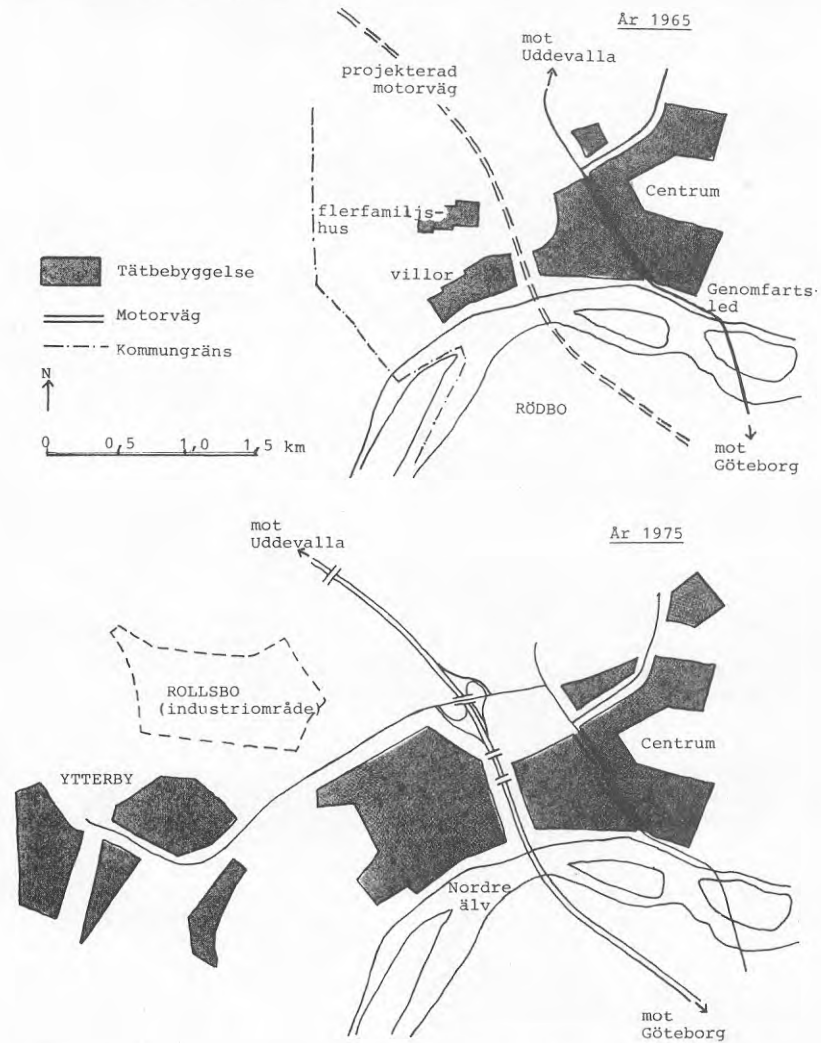 År 1965
mot
Uddevalla
projekterad
motorväg
Centrum
flerfamiljs-
hus
villor
Tätbebyggelse
Motorväg
Kommungräns
Genomfarts-
led
N
0 0,5 1,0 1,5 km
RÖDBO
mot
Göteborg
mot
Uddevalla
År 1975
ROLLSBO
(industriområde)
Centrum
YTTERBY
Nordre
älv
mot
Göteborg